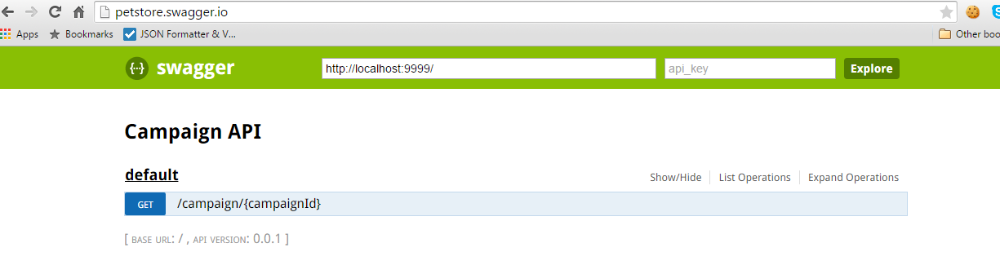 petstore.swagger.io
Apps Bookmarks JSON Formatter & V... Other boo
{··} swagger http://localhost:9999/ api_key Explore
Campaign API
default Show/Hide List Operations Expand Operations
GET /campaign/{campaignId}
[ BASE URL: / , API VERSION: 0.0.1 ]